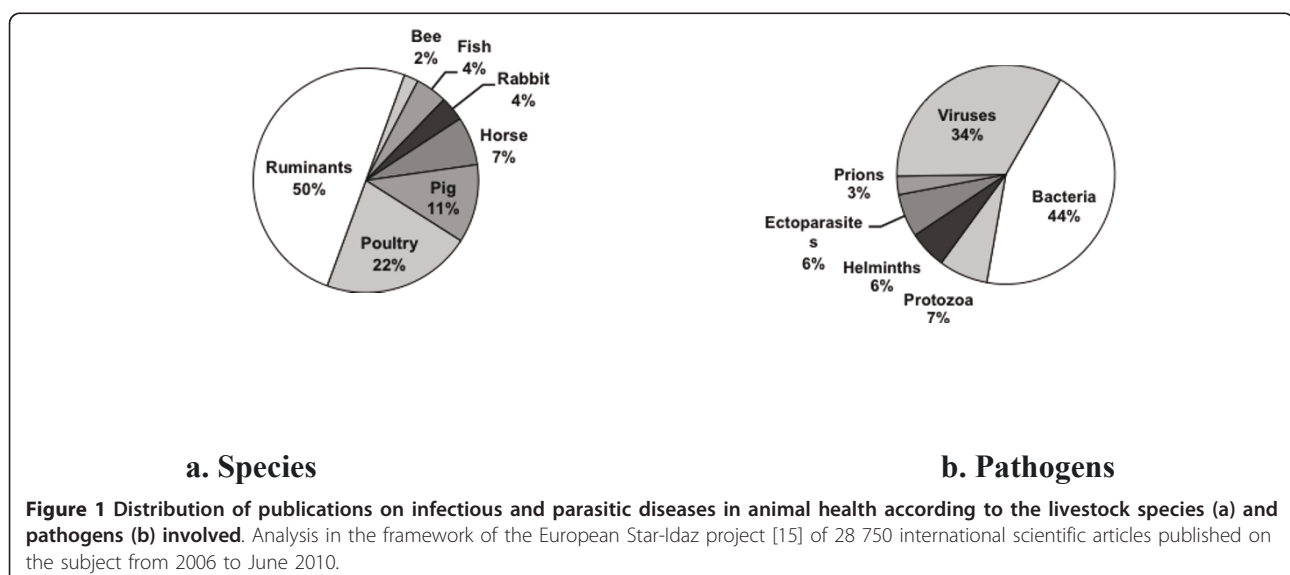 Bee
2%
Fish
4%
Rabbit
4%
Horse
7%
Pig
11%
Poultry
22%
Ruminants
50%
a. Species
Viruses
34%
Bacteria
44%
Protozoa
7%
Helminths
6%
Ectoparasite
s
6%
Prions
3%
b. Pathogens
Figure 1 Distribution of publications on infectious and parasitic diseases in animal health according to the livestock species (a) and
pathogens (b) involved. Analysis in the framework of the European Star-Idaz project [15] of 28 750 international scientific articles published on
the subject from 2006 to June 2010.